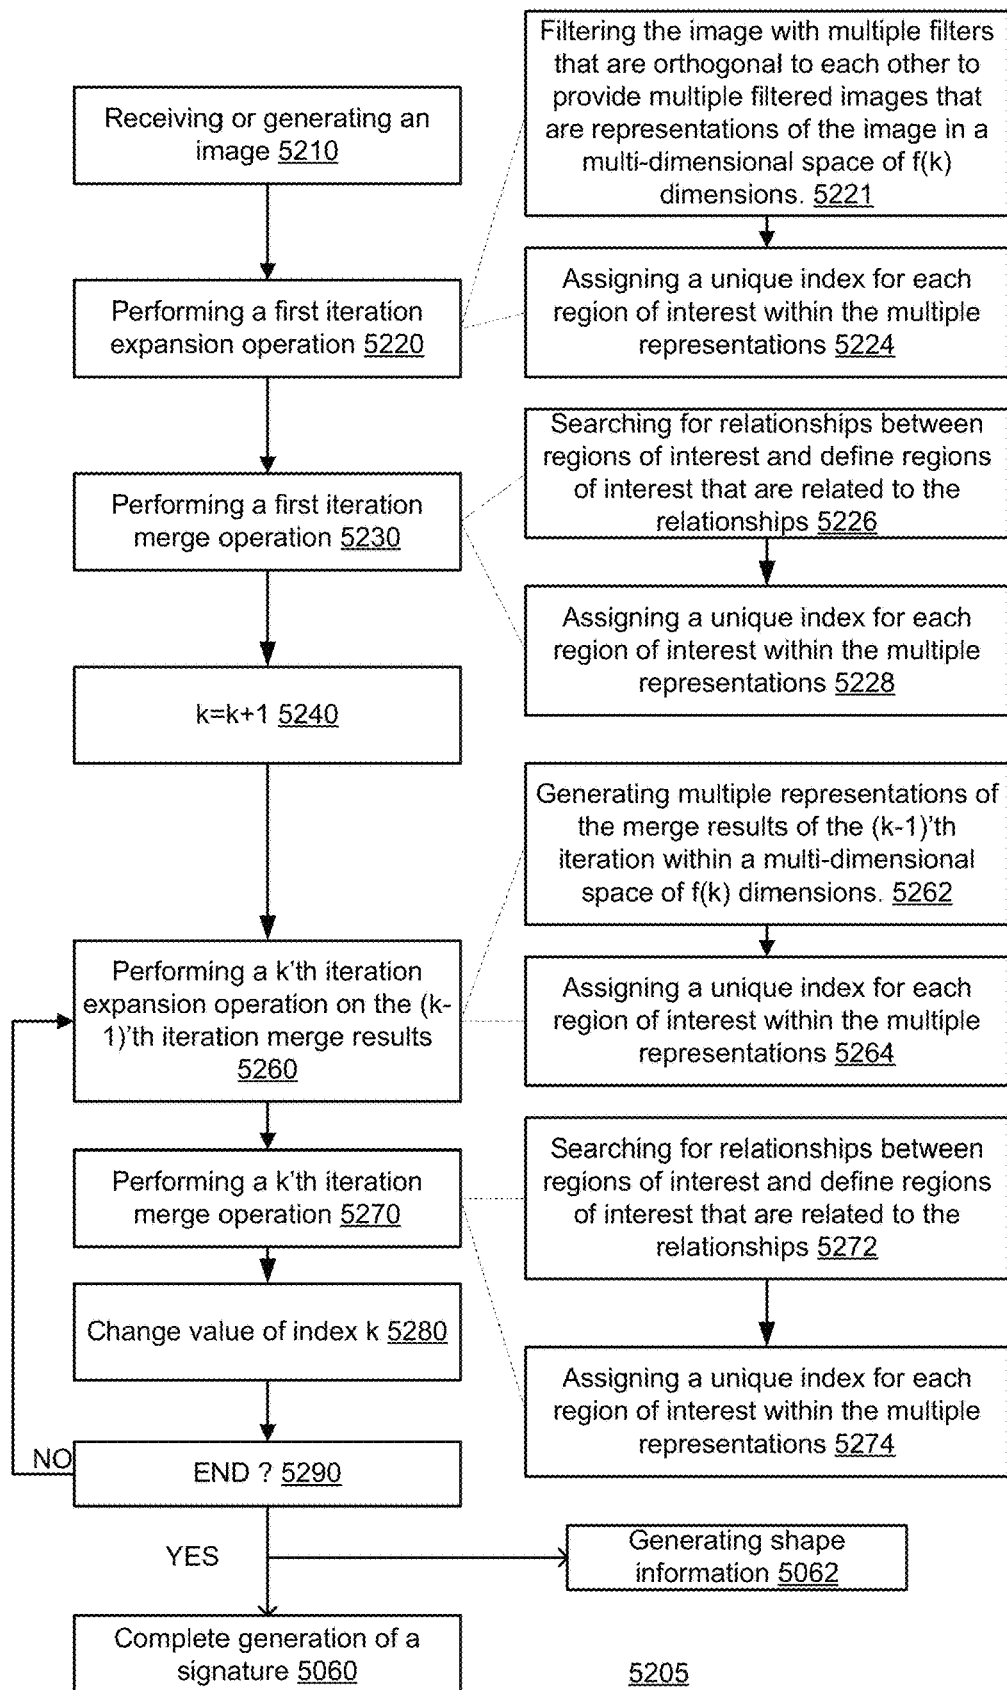 Receiving or generating an
image 5210
Filtering the image with multiple filters
that are orthogonal to each other to
provide multiple filtered images that
are representations of the image in a
multi-dimensional space of f(k)
dimensions. 5221
Performing a first iteration
expansion operation 5220
Assigning a unique index for each
region of interest within the multiple
representations 5224
Performing a first iteration
merge operation 5230
Searching for relationships between
regions of interest and define regions
of interest that are related to the
relationships 5226
Assigning a unique index for each
region of interest within the multiple
representations 5228
k=k+1 5240
Generating multiple representations of
the merge results of the (k-1)'th
iteration within a multi-dimensional
space of f(k) dimensions. 5262
Performing a k'th iteration
expansion operation on the (k-
1)'th iteration merge results
5260
Assigning a unique index for each
region of interest within the multiple
representations 5264
Performing a k'th iteration
merge operation 5270
Searching for relationships between
regions of interest and define regions
of interest that are related to the
relationships 5272
Change value of index k 5280
Assigning a unique index for each
region of interest within the multiple
representations 5274
NO
END ? 5290
YES
Generating shape
information 5062
Complete generation of a
signature 5060
5205